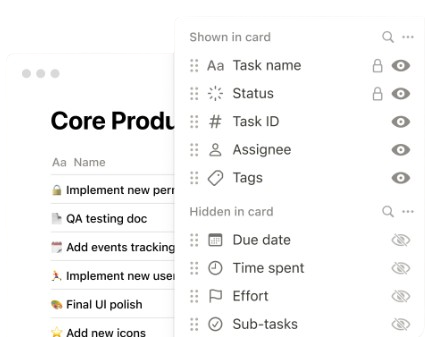 Core Produ
Aa Name
Implement new perr
QA testing doc
Add events tracking
Implement new user
Final UI polish
Add new icons
Shown in card
Aa Task name
Status
# Task ID
Assignee
Tags
Hidden in card
Due date
Time spent
Effort
Sub-tasks